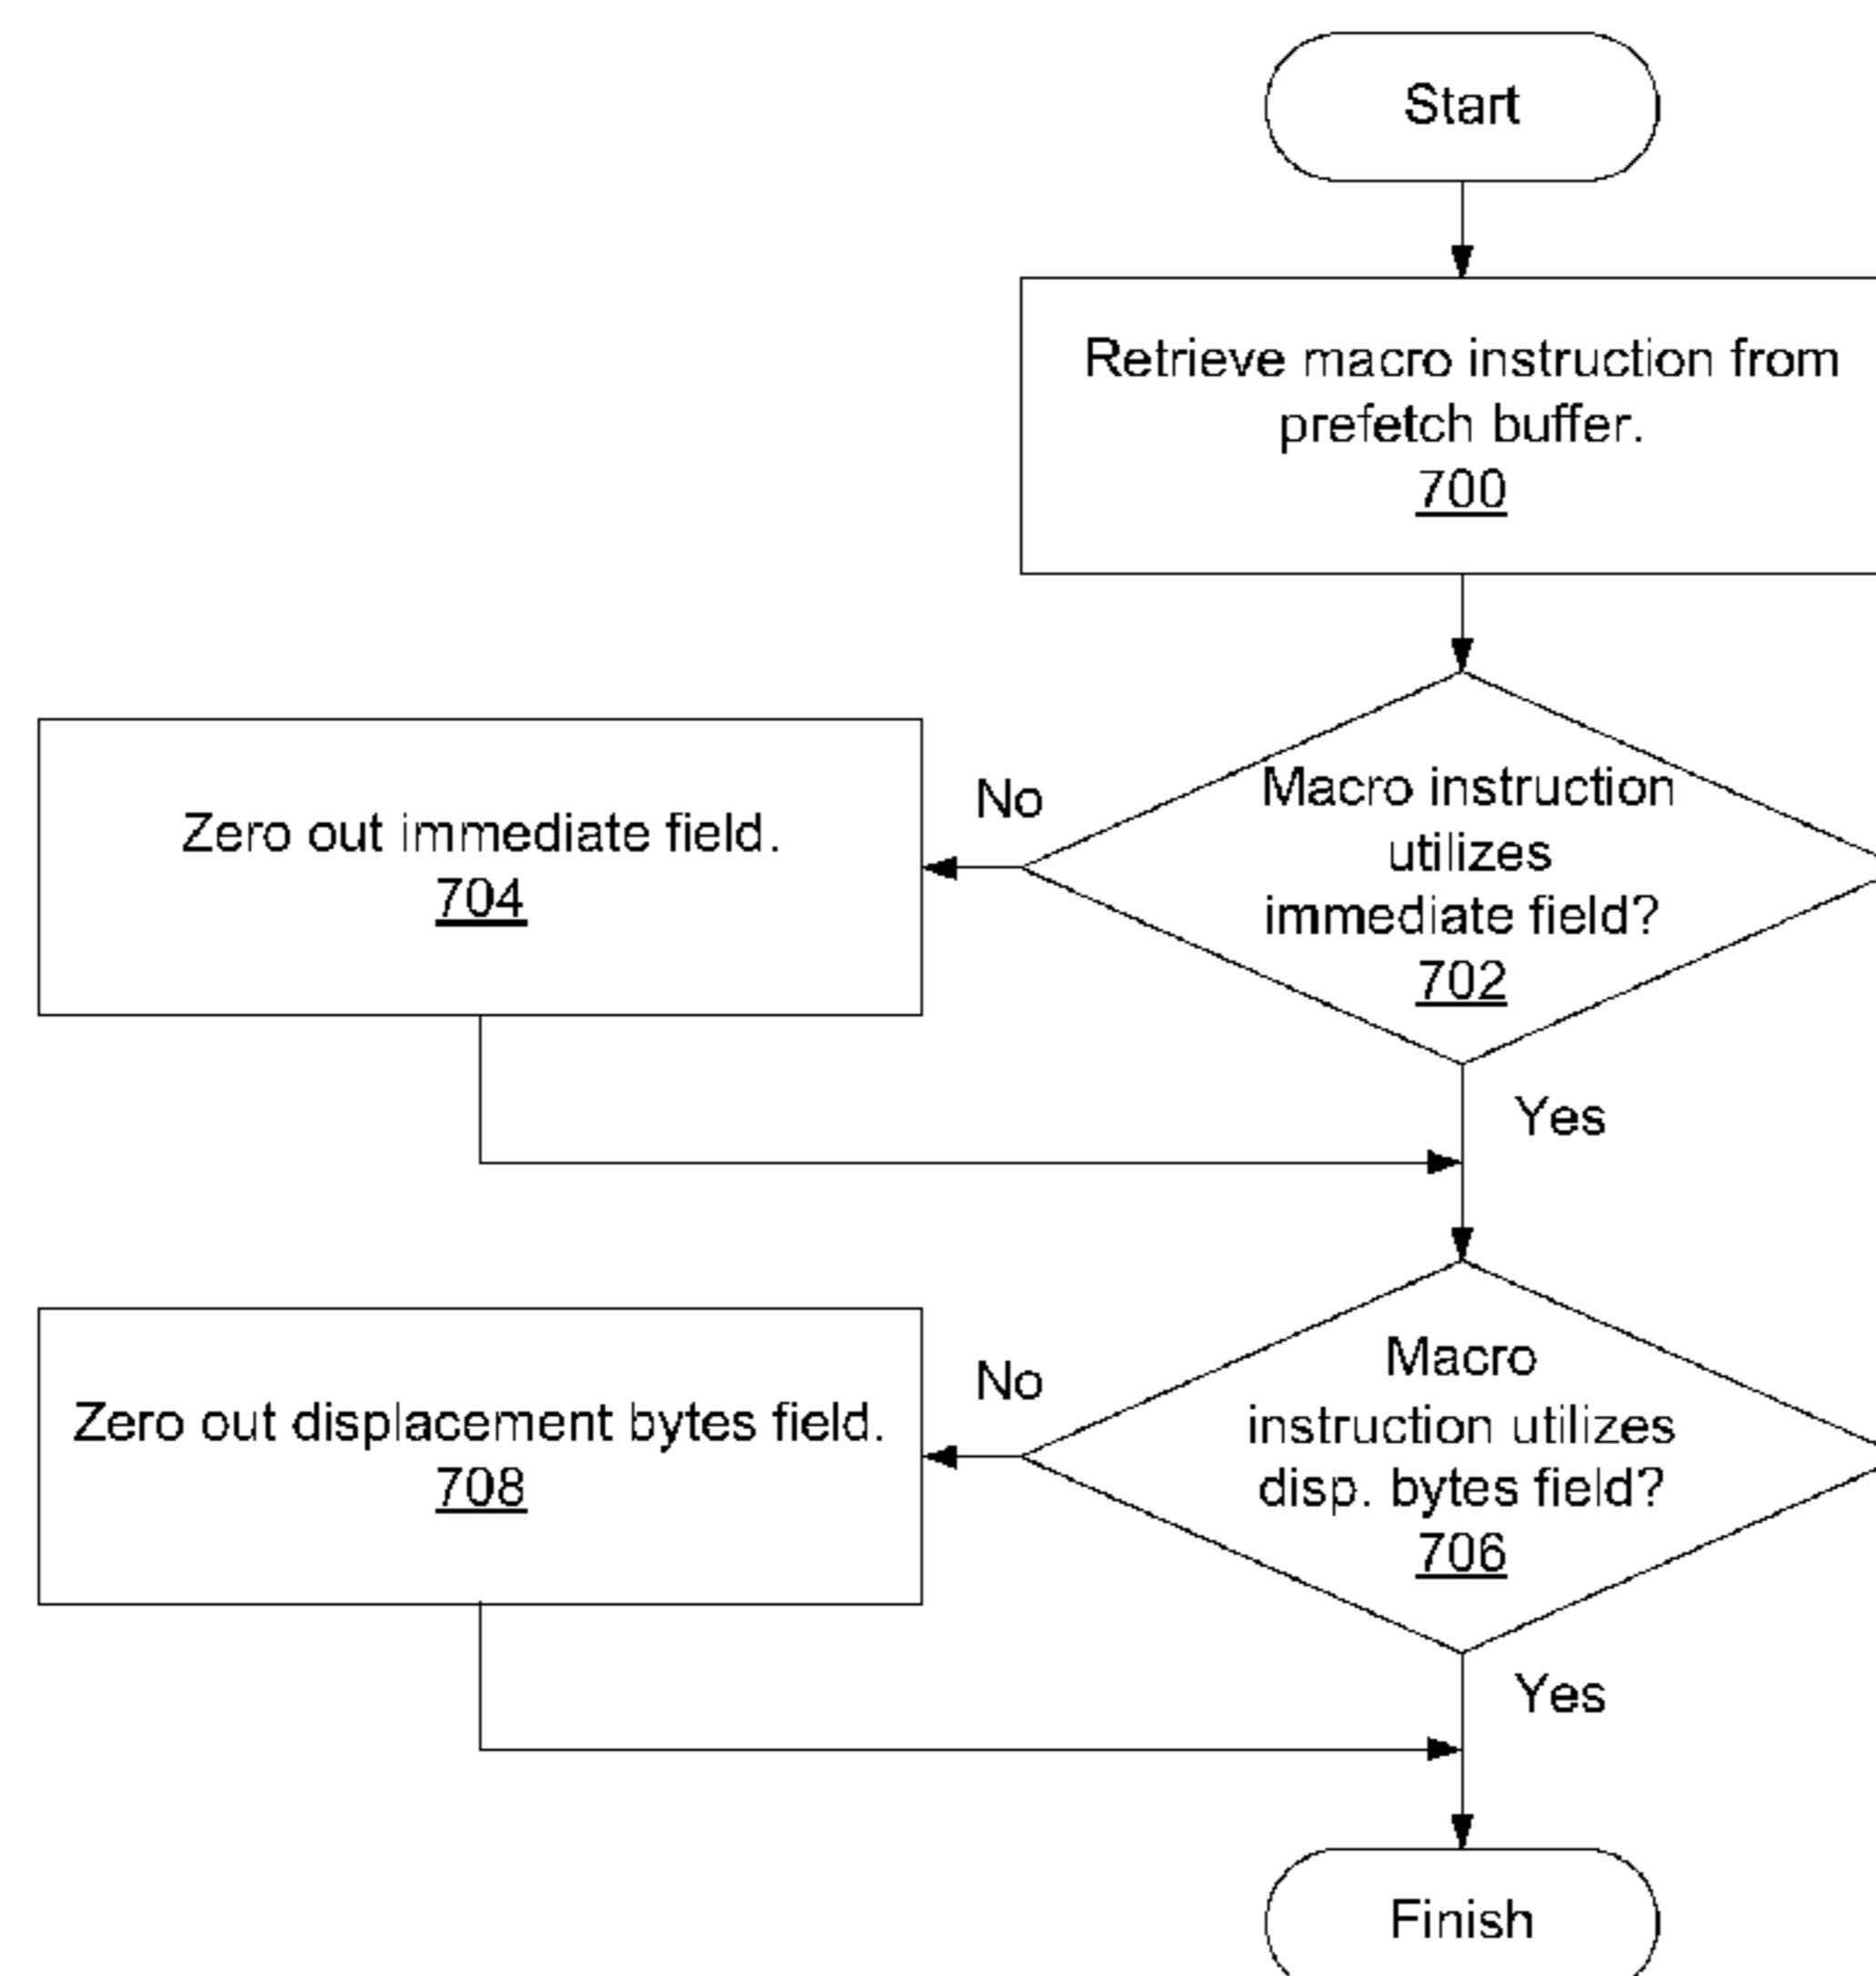 Start
Retrieve macro instruction from
prefetch buffer.
700
Macro instruction
utilizes
immediate field?
702
No
Zero out immediate field.
704
Yes
Macro
instruction utilizes
disp. bytes field?
706
No
Zero out displacement bytes field.
708
Yes
Finish